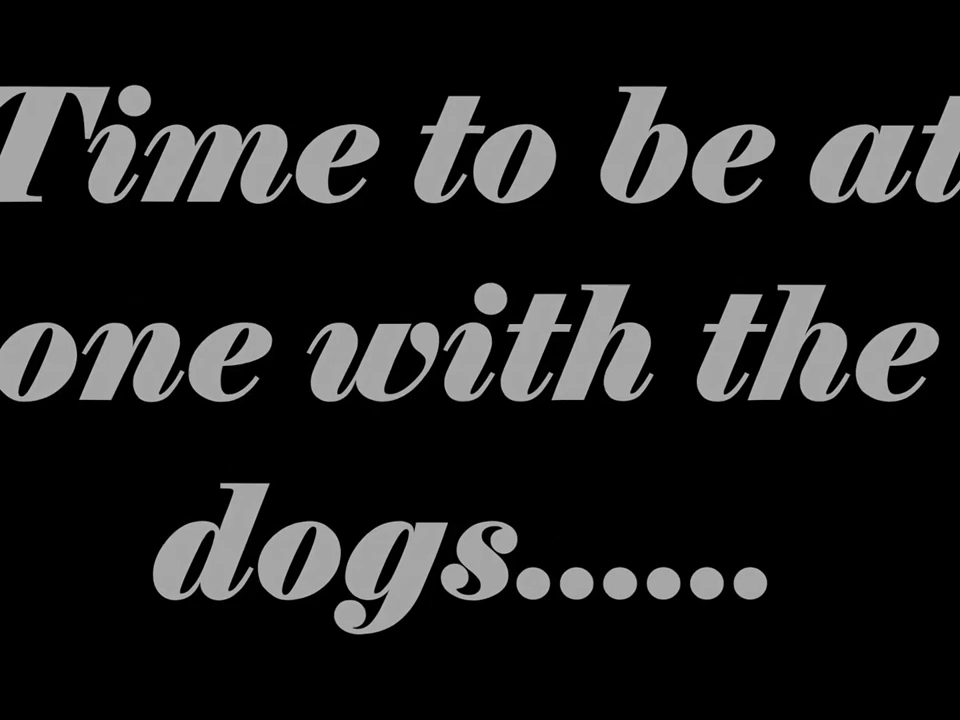 Time to be at
one with the
dogs......